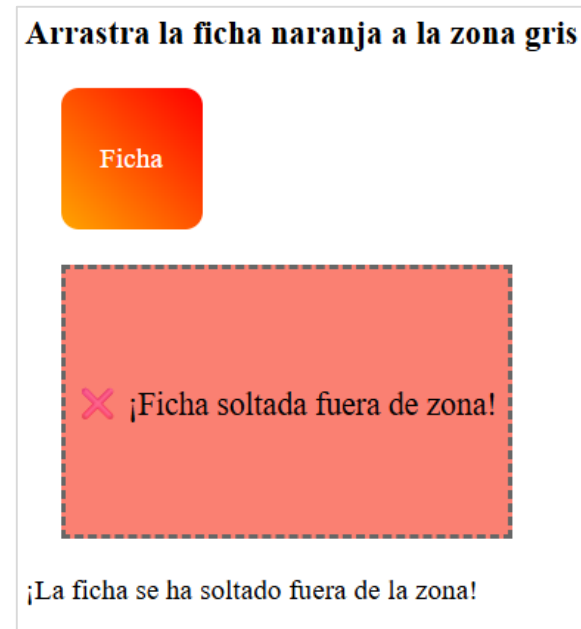 Arrastra la ficha naranja a la zona gris
Ficha
❌ ¡Ficha soltada fuera de zona!
¡La ficha se ha soltado fuera de la zona!